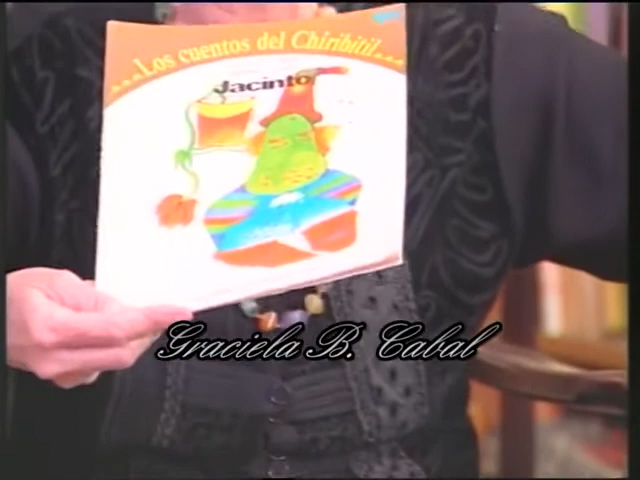 ...Los cuentos del Chiribitil...
Jacinto
Graciela B. Cabal